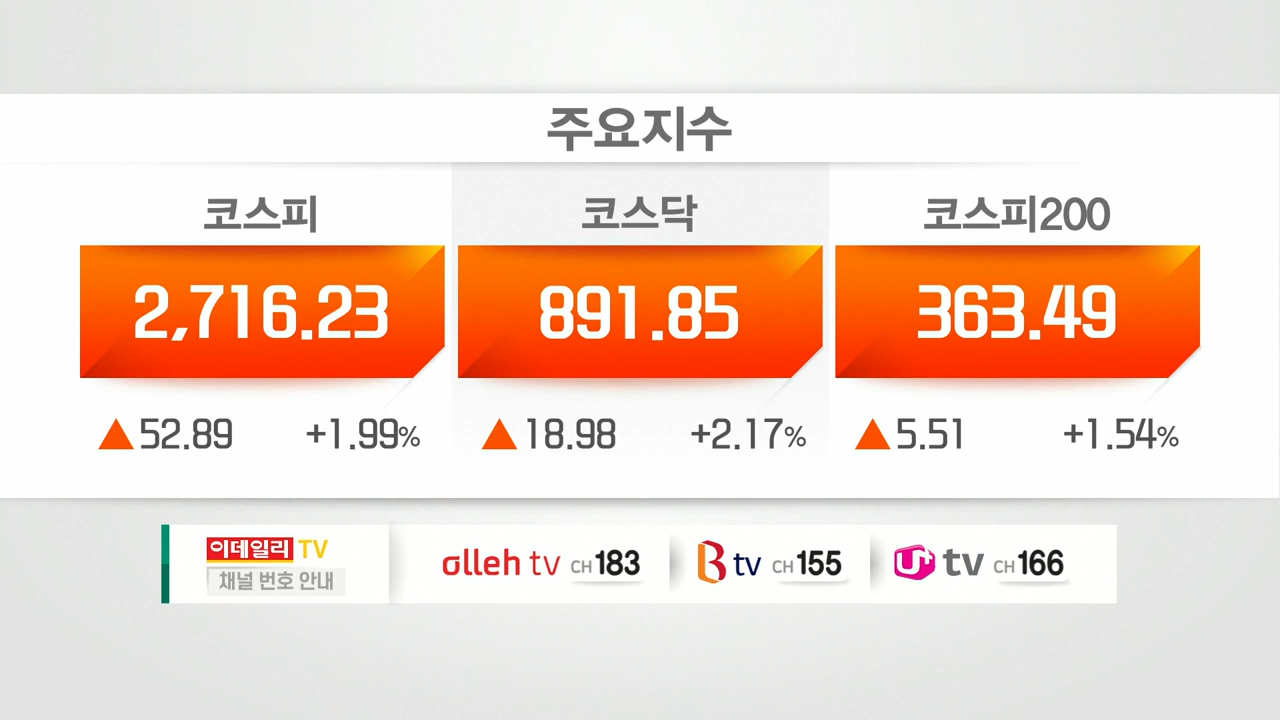 주요지수
코스피
2,716.23
▲52.89 +1.99%
코스닥
891.85
▲18.98 +2.17%
코스피200
363.49
▲5.51 +1.54%
이데일리 TV
채널 번호 안내
olleh tv CH 183
B tv CH 155
U+ tv CH 166